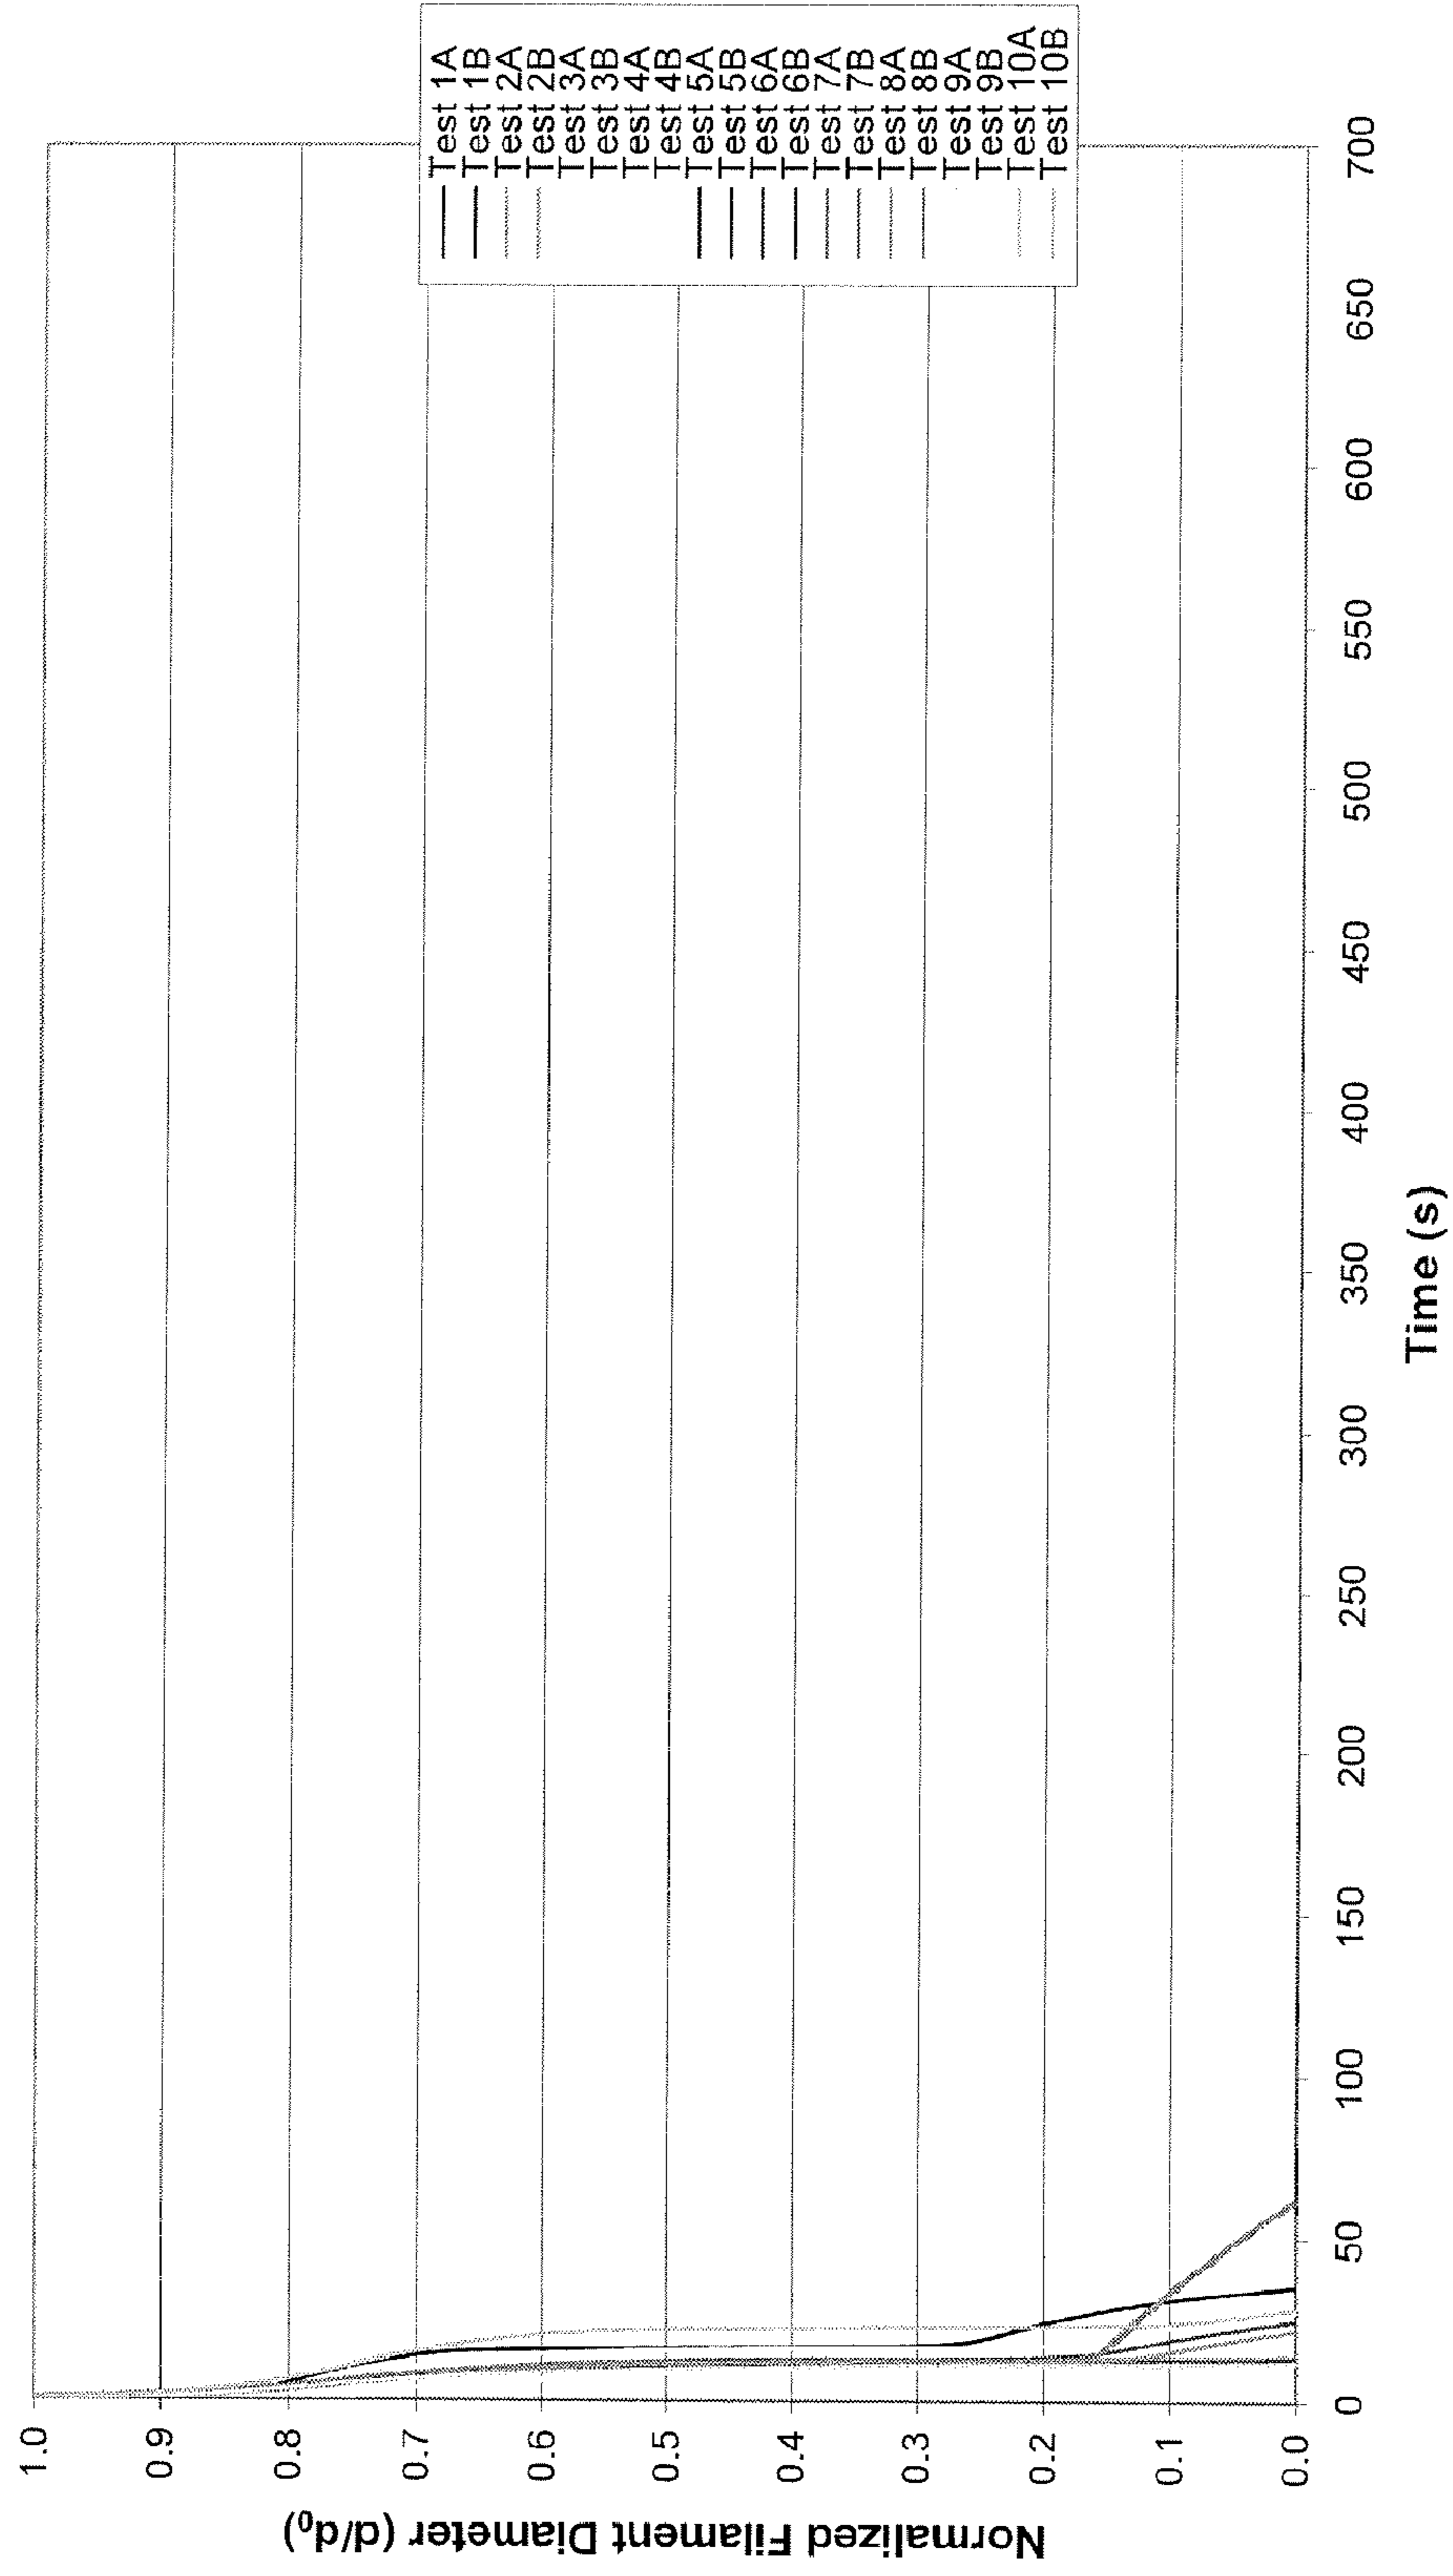 Normalized Filament Diameter (d/d₀)
1.0
0.9
0.8
0.7
0.6
0.5
0.4
0.3
0.2
0.1
0.0
0
50
100
150
200
250
300
350
400
450
500
550
600
650
700
Time (s)
Test 1A
Test 1B
Test 2A
Test 2B
Test 3A
Test 3B
Test 4A
Test 4B
Test 5A
Test 5B
Test 6A
Test 6B
Test 7A
Test 7B
Test 8A
Test 8B
Test 9A
Test 9B
Test 10A
Test 10B